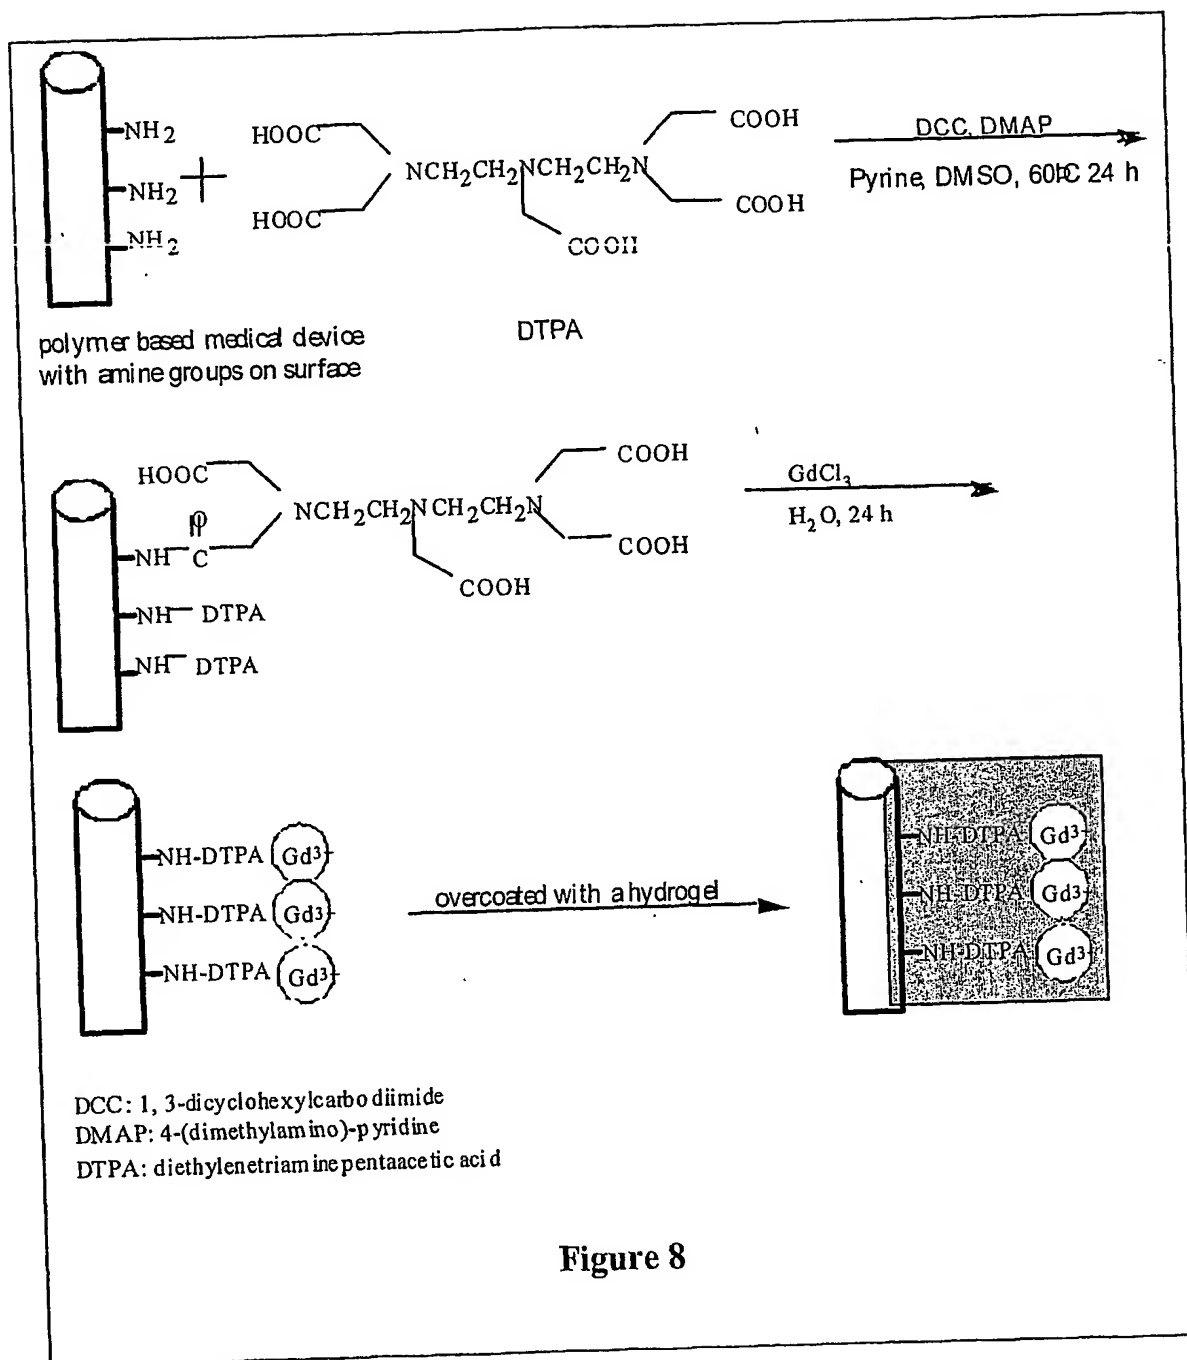 NH2
NH2
NH2
+
HOOC
HOOC
NCH2CH2NCH2CH2N
COOH
COOH
COOH
DCC, DMAP
Pyrine, DMSO, 60ÞC 24 h
polymer based medical device
with amine groups on surface
DTPA
HOOC
O
NH C
NCH2CH2NCH2CH2N
COOH
COOH
COOH
NH DTPA
NH DTPA
GdCl3
H2O, 24 h
NH-DTPA Gd3+
NH-DTPA Gd3+
NH-DTPA Gd3+
overcoated with a hydrogel
NH-DTPA Gd3+
NH-DTPA Gd3+
NH-DTPA Gd3+
DCC: 1, 3-dicyclohexylcarbodiimide
DMAP: 4-(dimethylamino)-pyridine
DTPA: diethylenetriaminepentaacetic acid
Figure 8